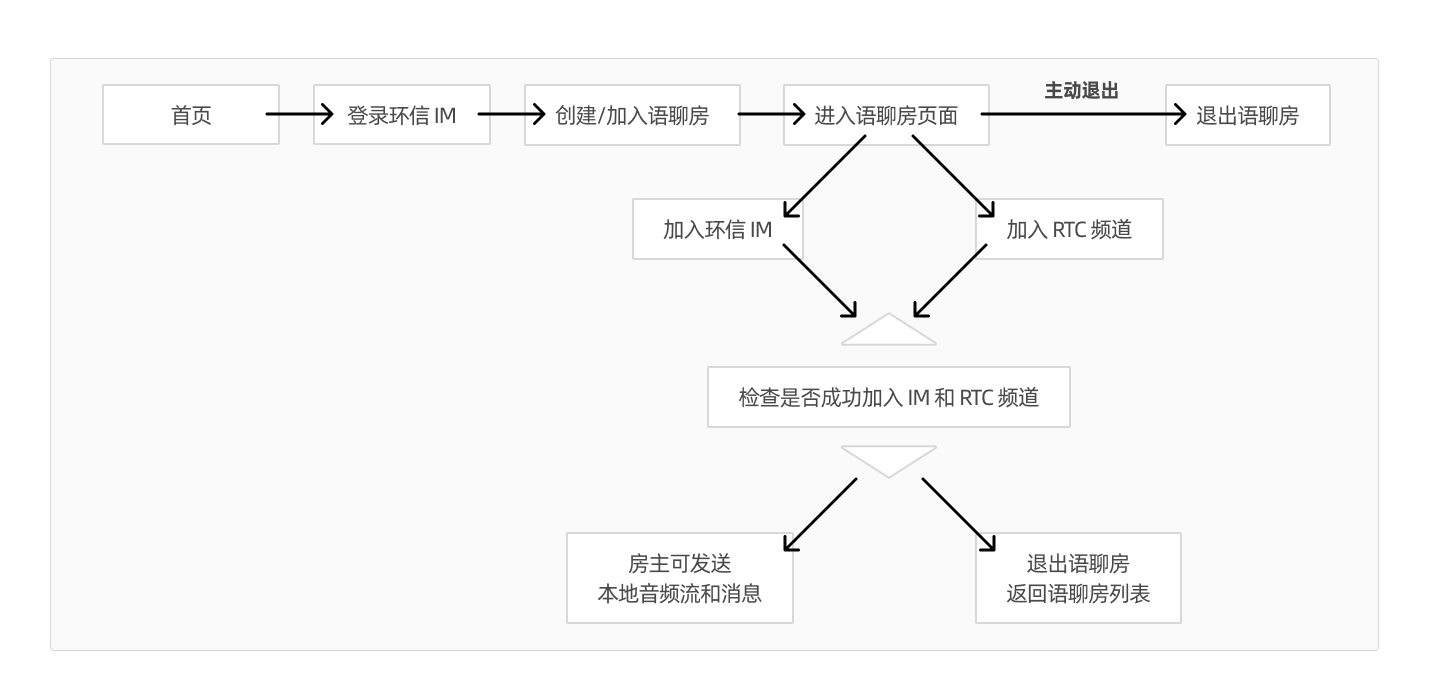 首页
登录环信 IM
创建/加入语聊房
进入语聊房页面
主动退出
退出语聊房
加入环信 IM
加入 RTC 频道
检查是否成功加入 IM 和 RTC 频道
房主可发送
本地音频流和消息
退出语聊房
返回语聊房列表